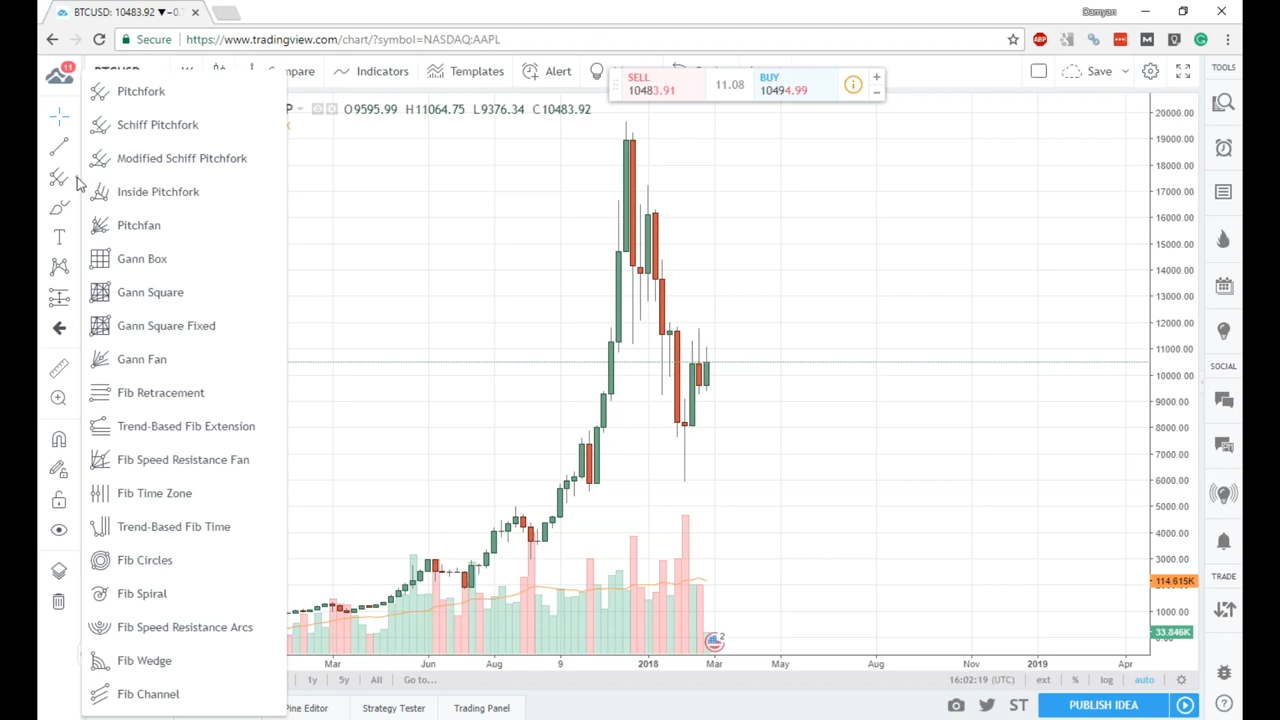 BTCUSD: 10483.92 ▼−0.
Damyan
Secure
https://www.tradingview.com/chart/?symbol=NASDAQ:AAPL
ABP
M
G
11
Indicators
Templates
Alert
SELL
10483.91
11.08
BUY
10494.99
Save
TOOLS
O9595.99 H11064.75 L9376.34 C10483.92
Pitchfork
Schiff Pitchfork
Modified Schiff Pitchfork
Inside Pitchfork
Pitchfan
Gann Box
Gann Square
Gann Square Fixed
Gann Fan
Fib Retracement
Trend-Based Fib Extension
Fib Speed Resistance Fan
Fib Time Zone
Trend-Based Fib Time
Fib Circles
Fib Spiral
Fib Speed Resistance Arcs
Fib Wedge
Fib Channel
20000.00
19000.00
18000.00
17000.00
16000.00
15000.00
14000.00
13000.00
12000.00
11000.00
10000.00
9000.00
8000.00
7000.00
6000.00
5000.00
4000.00
3000.00
114.615K
1000.00
33.846K
SOCIAL
TRADE
2
Mar
Jun
Aug
9
2018
Mar
May
Aug
Nov
2019
Apr
1y
5y
All
Go to...
16:02:19 (UTC)
ext
%
log
auto
Pine Editor
Strategy Tester
Trading Panel
ST
PUBLISH IDEA